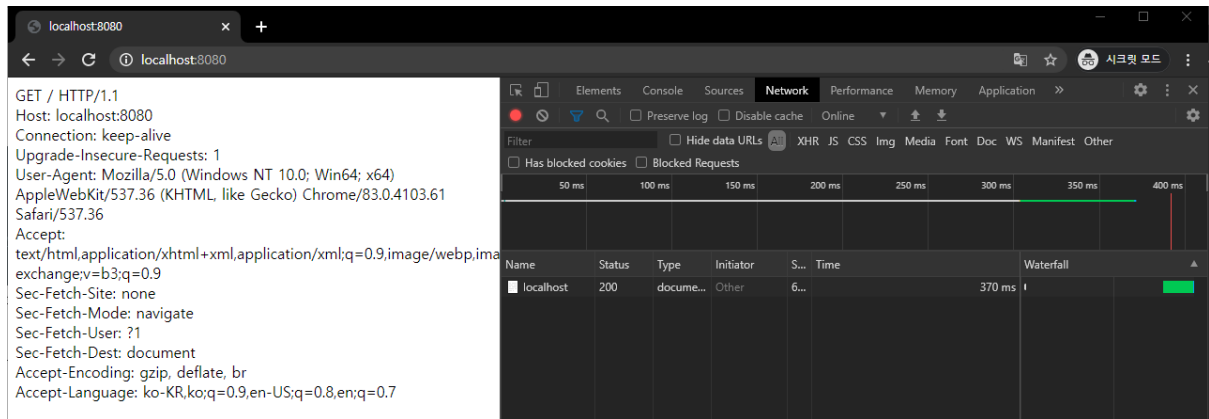 localhost:8080
localhost:8080
시크릿 모드
GET / HTTP/1.1
Host: localhost:8080
Connection: keep-alive
Upgrade-Insecure-Requests: 1
User-Agent: Mozilla/5.0 (Windows NT 10.0; Win64; x64)
AppleWebKit/537.36 (KHTML, like Gecko) Chrome/83.0.4103.61
Safari/537.36
Accept:
text/html,application/xhtml+xml,application/xml;q=0.9,image/webp,ima
exchange;v=b3;q=0.9
Sec-Fetch-Site: none
Sec-Fetch-Mode: navigate
Sec-Fetch-User: ?1
Sec-Fetch-Dest: document
Accept-Encoding: gzip, deflate, br
Accept-Language: ko-KR,ko;q=0.9,en-US;q=0.8,en;q=0.7
Elements Console Sources Network Performance Memory Application »
Preserve log Disable cache Online
Filter Hide data URLs All XHR JS CSS Img Media Font Doc WS Manifest Other
Has blocked cookies Blocked Requests
50 ms 100 ms 150 ms 200 ms 250 ms 300 ms 350 ms 400 ms
Name Status Type Initiator S... Time Waterfall
localhost 200 docume... Other 6... 370 ms